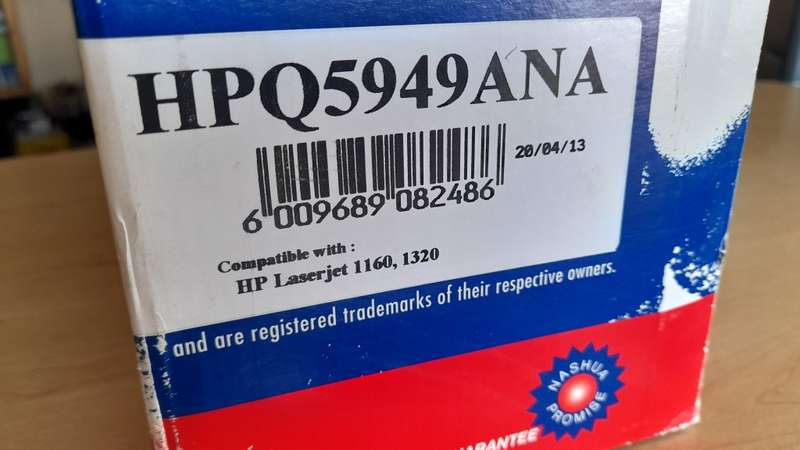 HPQ5949ANA
20/04/13
6 009689 082486
Compatible with :
HP Laserjet 1160, 1320
and are registered trademarks of their respective owners.
NASHUA
PROMISE
GUARANTEE